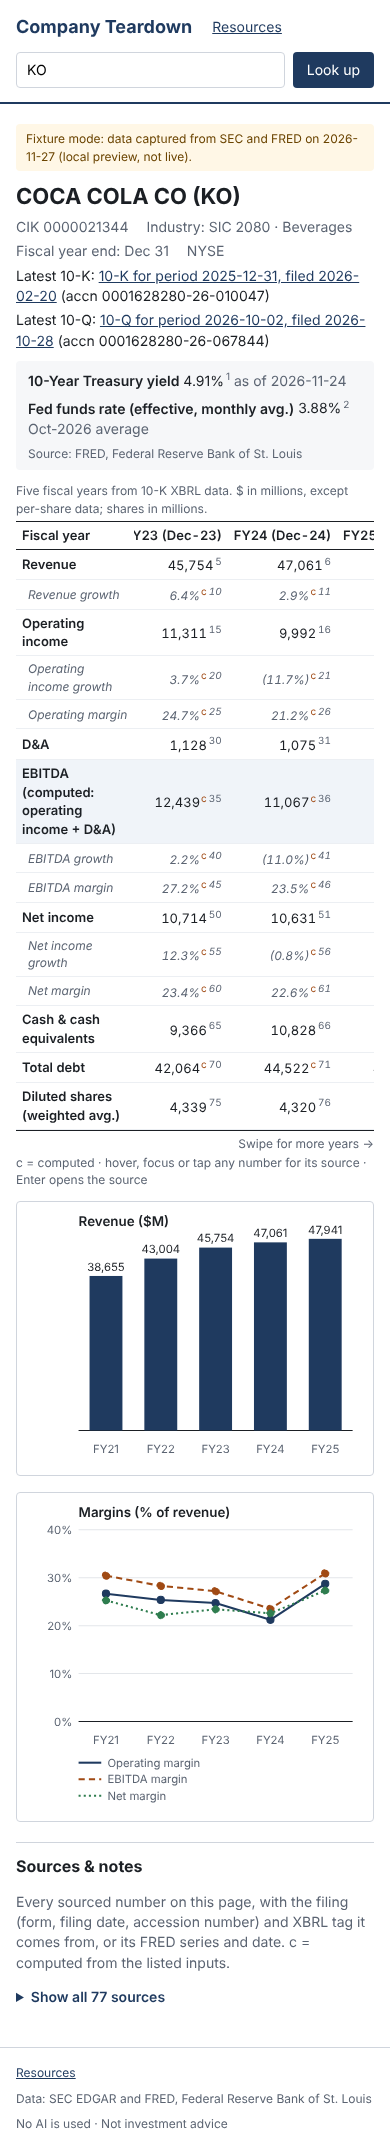 Company Teardown Resources
KO Look up
Fixture mode: data captured from SEC and FRED on 2026-
11-27 (local preview, not live).
COCA COLA CO (KO)
CIK 0000021344 Industry: SIC 2080 · Beverages
Fiscal year end: Dec 31 NYSE
Latest 10-K: 10-K for period 2025-12-31, filed 2026-
02-20 (accn 0001628280-26-010047)
Latest 10-Q: 10-Q for period 2026-10-02, filed 2026-
10-28 (accn 0001628280-26-067844)
10-Year Treasury yield 4.91% 1 as of 2026-11-24
Fed funds rate (effective, monthly avg.) 3.88% 2
Oct-2026 average
Source: FRED, Federal Reserve Bank of St. Louis
Five fiscal years from 10-K XBRL data. $ in millions, except
per-share data; shares in millions.
Fiscal year Y23 (Dec-23) FY24 (Dec-24) FY25
Revenue 45,754 5 47,061 6
Revenue growth 6.4% c 10 2.9% c 11
Operating
income 11,311 15 9,992 16
Operating
income growth 3.7% c 20 (11.7%) c 21
Operating margin 24.7% c 25 21.2% c 26
D&A 1,128 30 1,075 31
EBITDA
(computed:
operating
income + D&A) 12,439 c 35 11,067 c 36
EBITDA growth 2.2% c 40 (11.0%) c 41
EBITDA margin 27.2% c 45 23.5% c 46
Net income 10,714 50 10,631 51
Net income
growth 12.3% c 55 (0.8%) c 56
Net margin 23.4% c 60 22.6% c 61
Cash & cash
equivalents 9,366 65 10,828 66
Total debt 42,064 c 70 44,522 c 71
Diluted shares
(weighted avg.) 4,339 75 4,320 76
Swipe for more years →
c = computed · hover, focus or tap any number for its source ·
Enter opens the source
Revenue ($M)
38,655 43,004 45,754 47,061 47,941
FY21 FY22 FY23 FY24 FY25
Margins (% of revenue)
40%
30%
20%
10%
0%
FY21 FY22 FY23 FY24 FY25
Operating margin
EBITDA margin
Net margin
Sources & notes
Every sourced number on this page, with the filing
(form, filing date, accession number) and XBRL tag it
comes from, or its FRED series and date. c =
computed from the listed inputs.
▶ Show all 77 sources
Resources
Data: SEC EDGAR and FRED, Federal Reserve Bank of St. Louis
No AI is used · Not investment advice